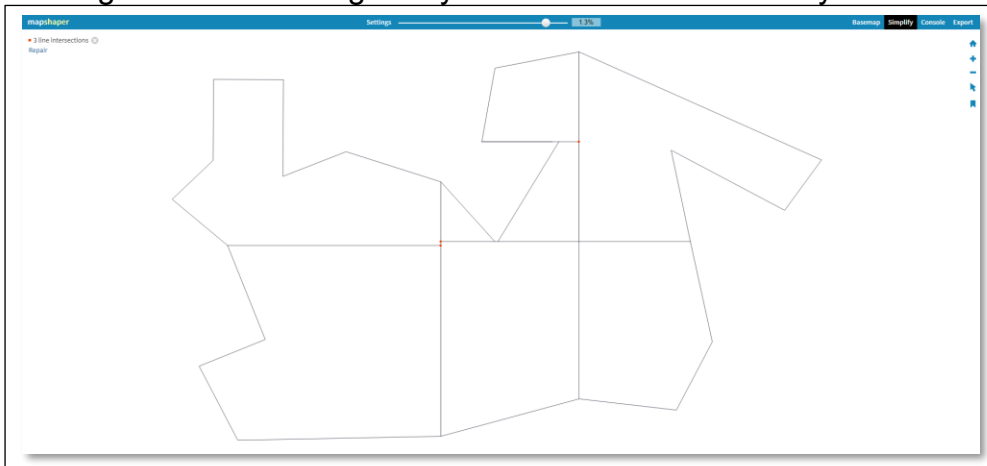 mapshaper
Settings 1.3%
Basemap Simplify Console Export
3 line intersections
Repair